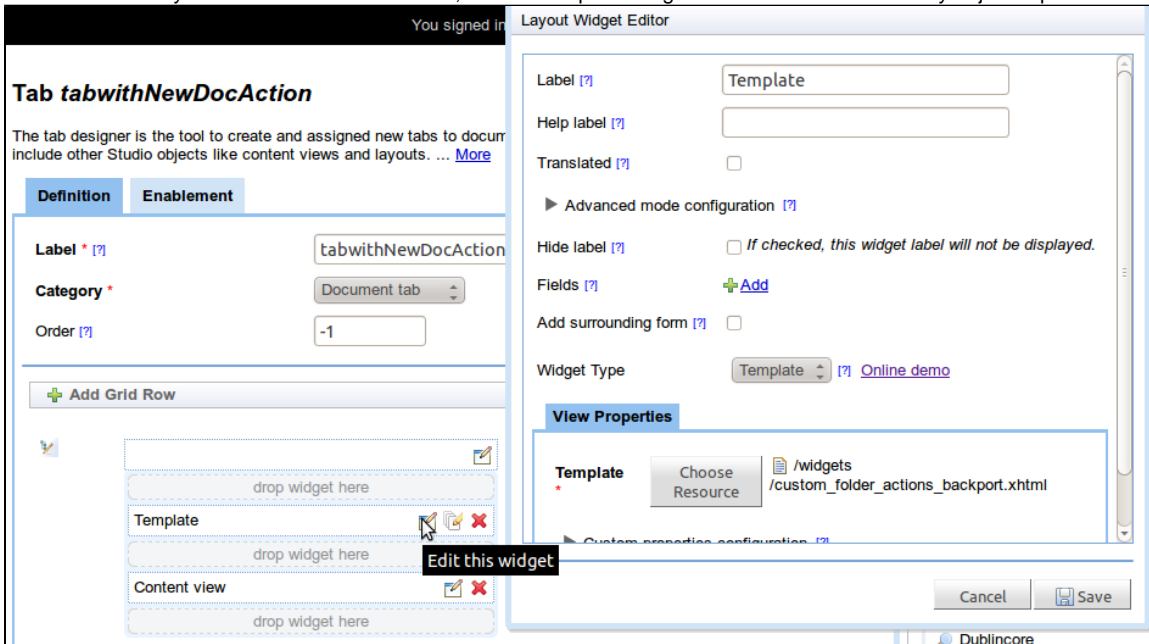 You signed in
Layout Widget Editor
Tab tabwithNewDocAction
The tab designer is the tool to create and assigned new tabs to docum
include other Studio objects like content views and layouts. ... More
Definition
Enablement
Label * [?]
tabwithNewDocAction
Category *
Document tab
Order [?]
-1
Add Grid Row
drop widget here
Template
drop widget here
Edit this widget
Content view
drop widget here
Label [?]
Template
Help label [?]
Translated [?]
Advanced mode configuration [?]
Hide label [?]
If checked, this widget label will not be displayed.
Fields [?]
Add
Add surrounding form [?]
Widget Type
Template
[?] Online demo
View Properties
Template
*
Choose
Resource
/widgets
/custom_folder_actions_backport.xhtml
Custom properties configuration [?]
Cancel
Save
Dublincore